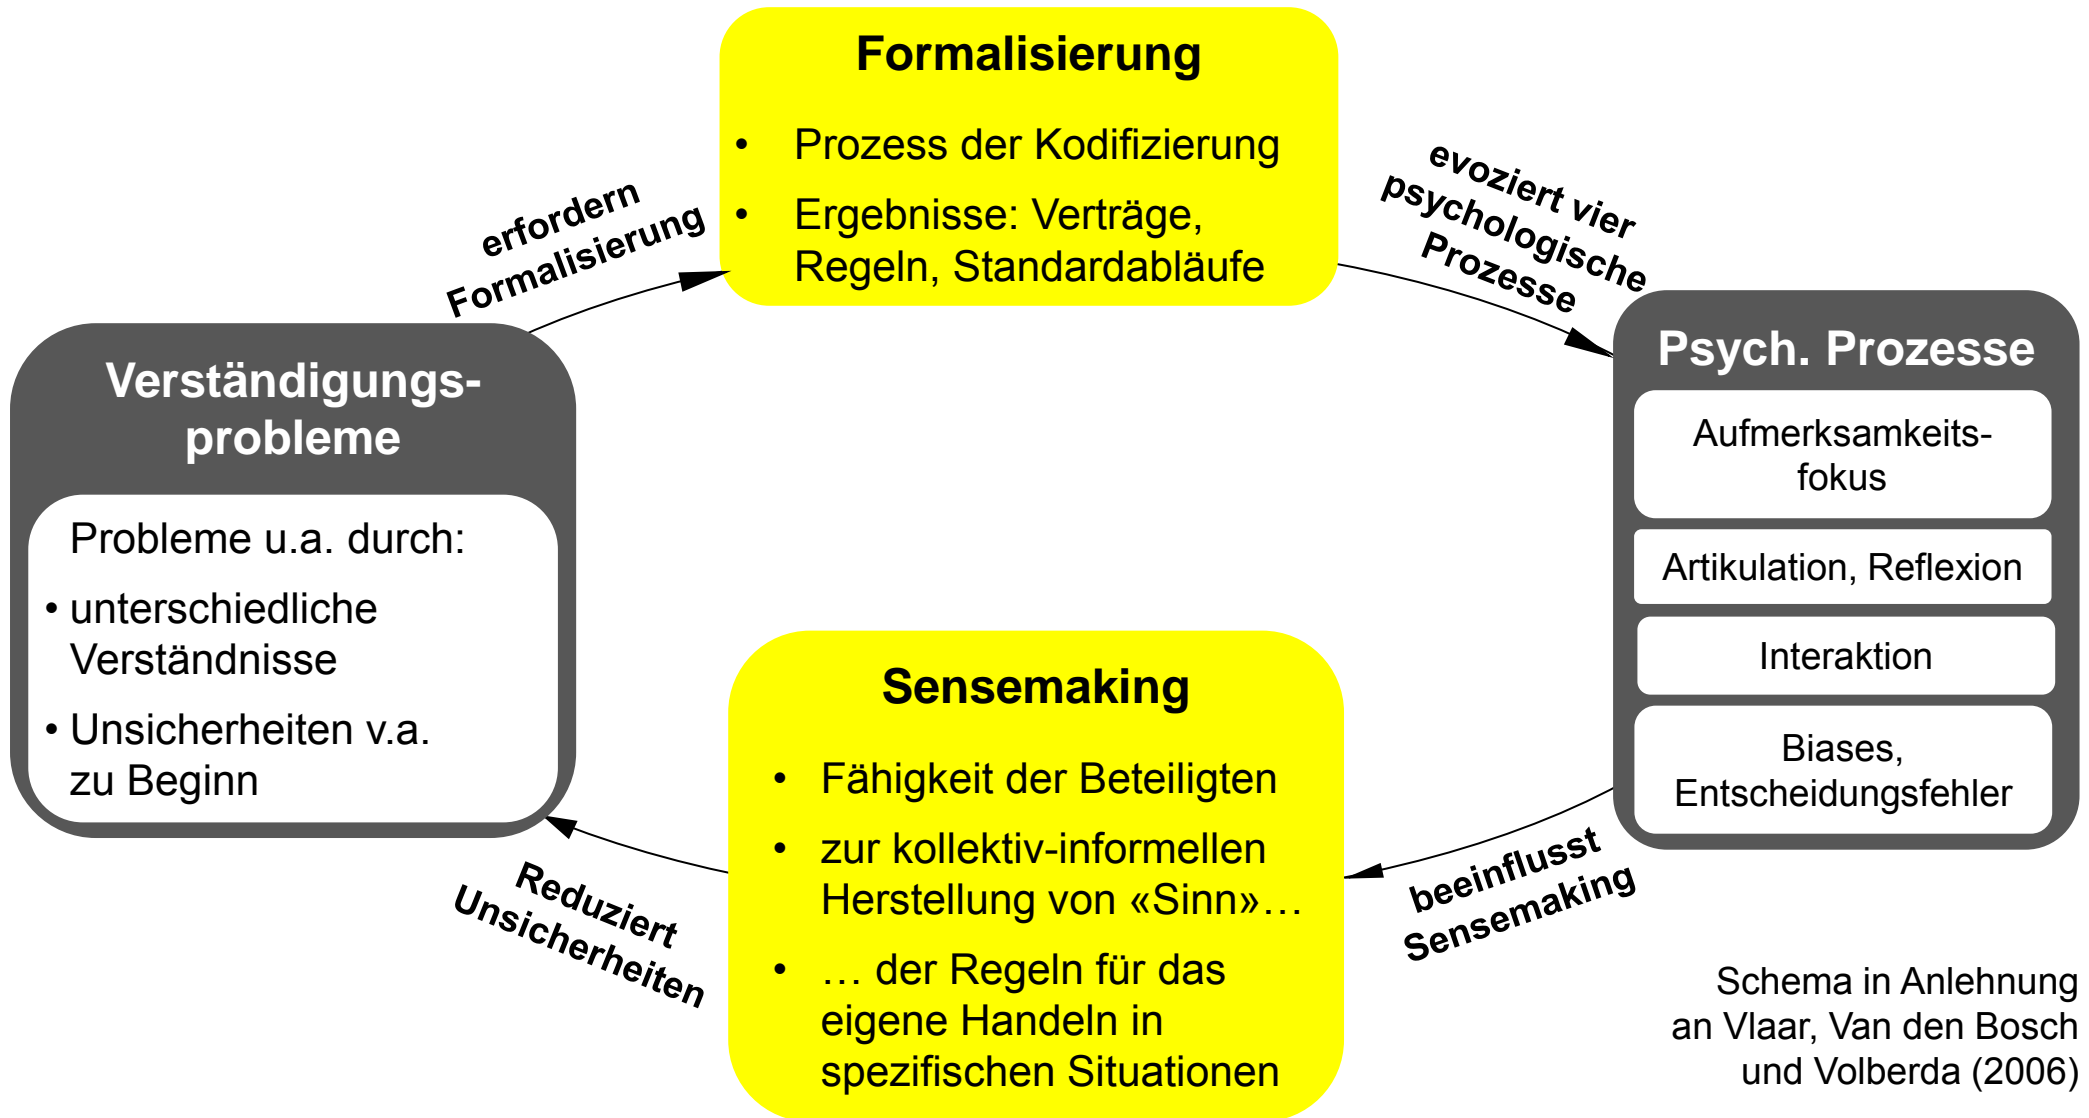 Formalisierung
• Prozess der Kodifizierung
• Ergebnisse: Verträge,
Regeln, Standardabläufe
erfordern
Formalisierung
evoziert vier
psychologische
Prozesse
Verständigungs-
probleme
Probleme u.a. durch:
• unterschiedliche
Verständnisse
• Unsicherheiten v.a.
zu Beginn
Psych. Prozesse
Aufmerksamkeits-
fokus
Artikulation, Reflexion
Interaktion
Biases,
Entscheidungsfehler
Sensemaking
• Fähigkeit der Beteiligten
• zur kollektiv-informellen
Herstellung von «Sinn»…
• … der Regeln für das
eigene Handeln in
spezifischen Situationen
Reduziert
Unsicherheiten
beeinflusst
Sensemaking
Schema in Anlehnung
an Vlaar, Van den Bosch
und Volberda (2006)